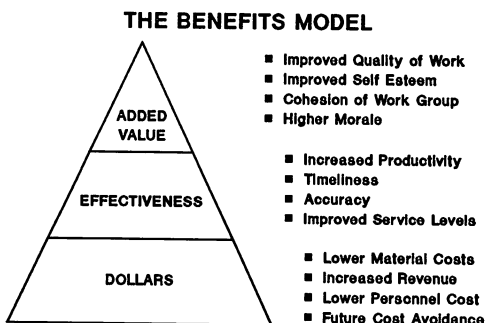 THE BENEFITS MODEL
ADDED
VALUE
■ Improved Quality of Work
■ Improved Self Esteem
■ Cohesion of Work Group
■ Higher Morale
EFFECTIVENESS
■ Increased Productivity
■ Timeliness
■ Accuracy
■ Improved Service Levels
DOLLARS
■ Lower Material Costs
■ Increased Revenue
■ Lower Personnel Cost
■ Future Cost Avoidance